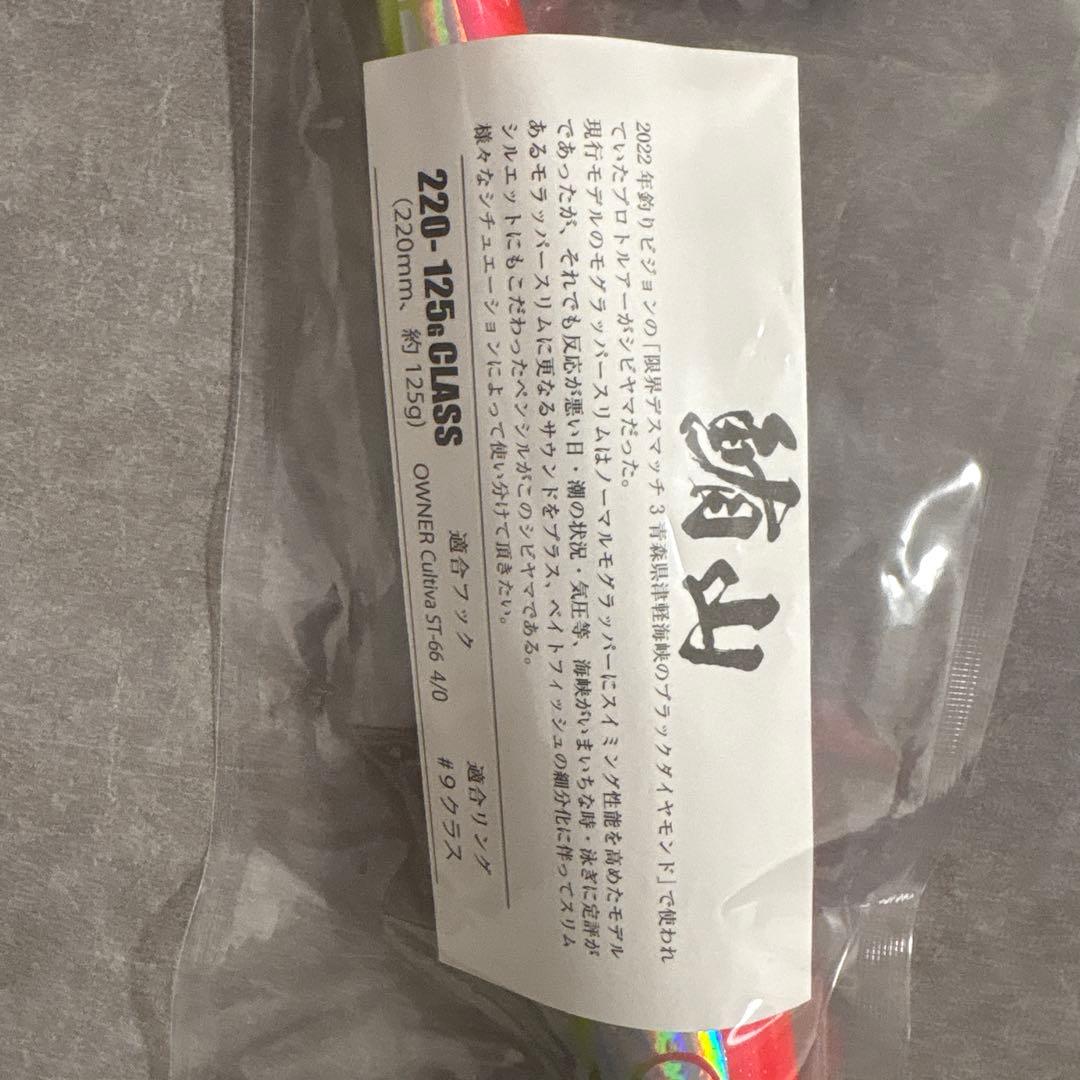 鮪山
2022年釣りビジョンの「限界デスマッチ3 青森県津軽海峡のブラックダイヤモンド」で使われ
ていたプロトルアーがシビヤマだった。
現行モデルのモグラッパースリムはノーマルモグラッパーにスイミング性能を高めたモデル
であったが、それでも反応が悪い日・潮の状況・気圧等、海峡がいまいちな時・泳ぎに定評が
あるモラッパースリムに更なるサウンドをプラス、ベイトフィッシュの細分化に伴ってスリム
シルエットにもこだわったペンシルがこのシビヤマである。
様々なシチュエーションによって使い分けて頂きたい。
220-125G CLASS
(220mm、約125g)
適合フック
OWNER Cultiva ST-66 4/0
適合リング
#9クラス